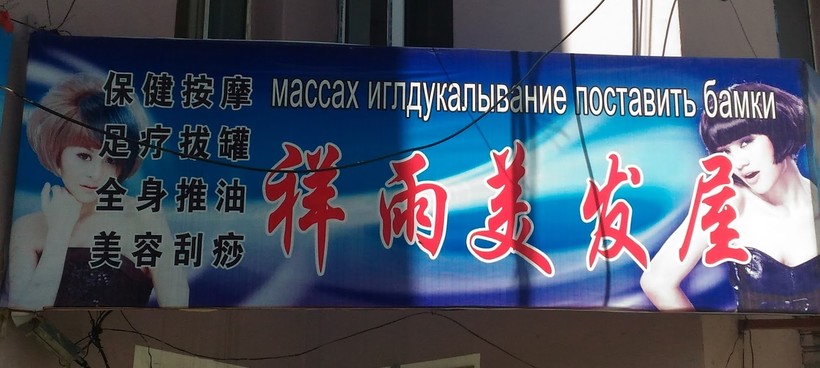 保健按摩
足疗拔罐
全身推油
美容刮痧
массах иглдукалывание поставить бамки
祥雨美发屋